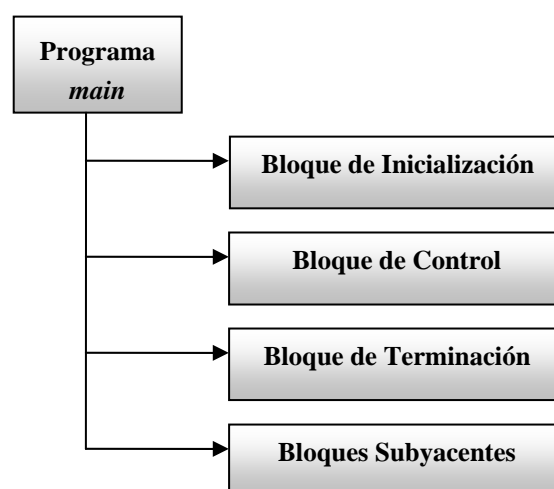 Programa
main
Bloque de Inicialización
Bloque de Control
Bloque de Terminación
Bloques Subyacentes